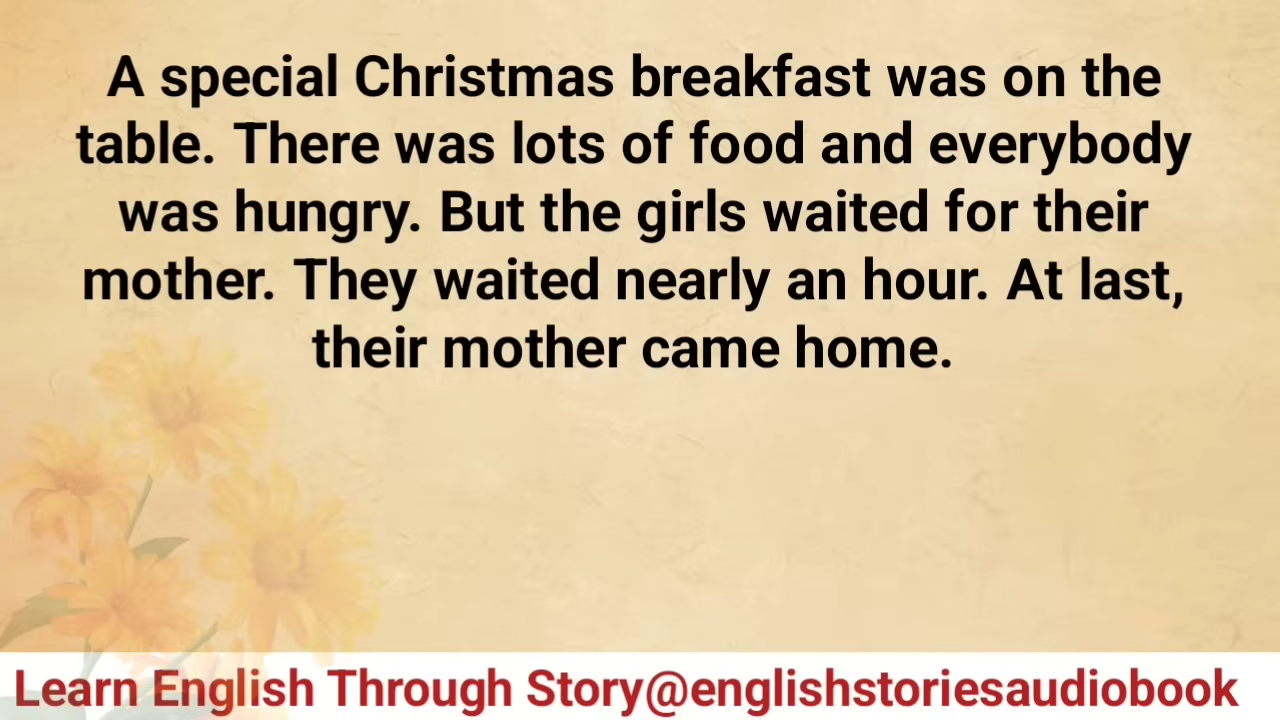 A special Christmas breakfast was on the
table. There was lots of food and everybody
was hungry. But the girls waited for their
mother. They waited nearly an hour. At last,
their mother came home.
Learn English Through Story@englishstoriesaudiobook